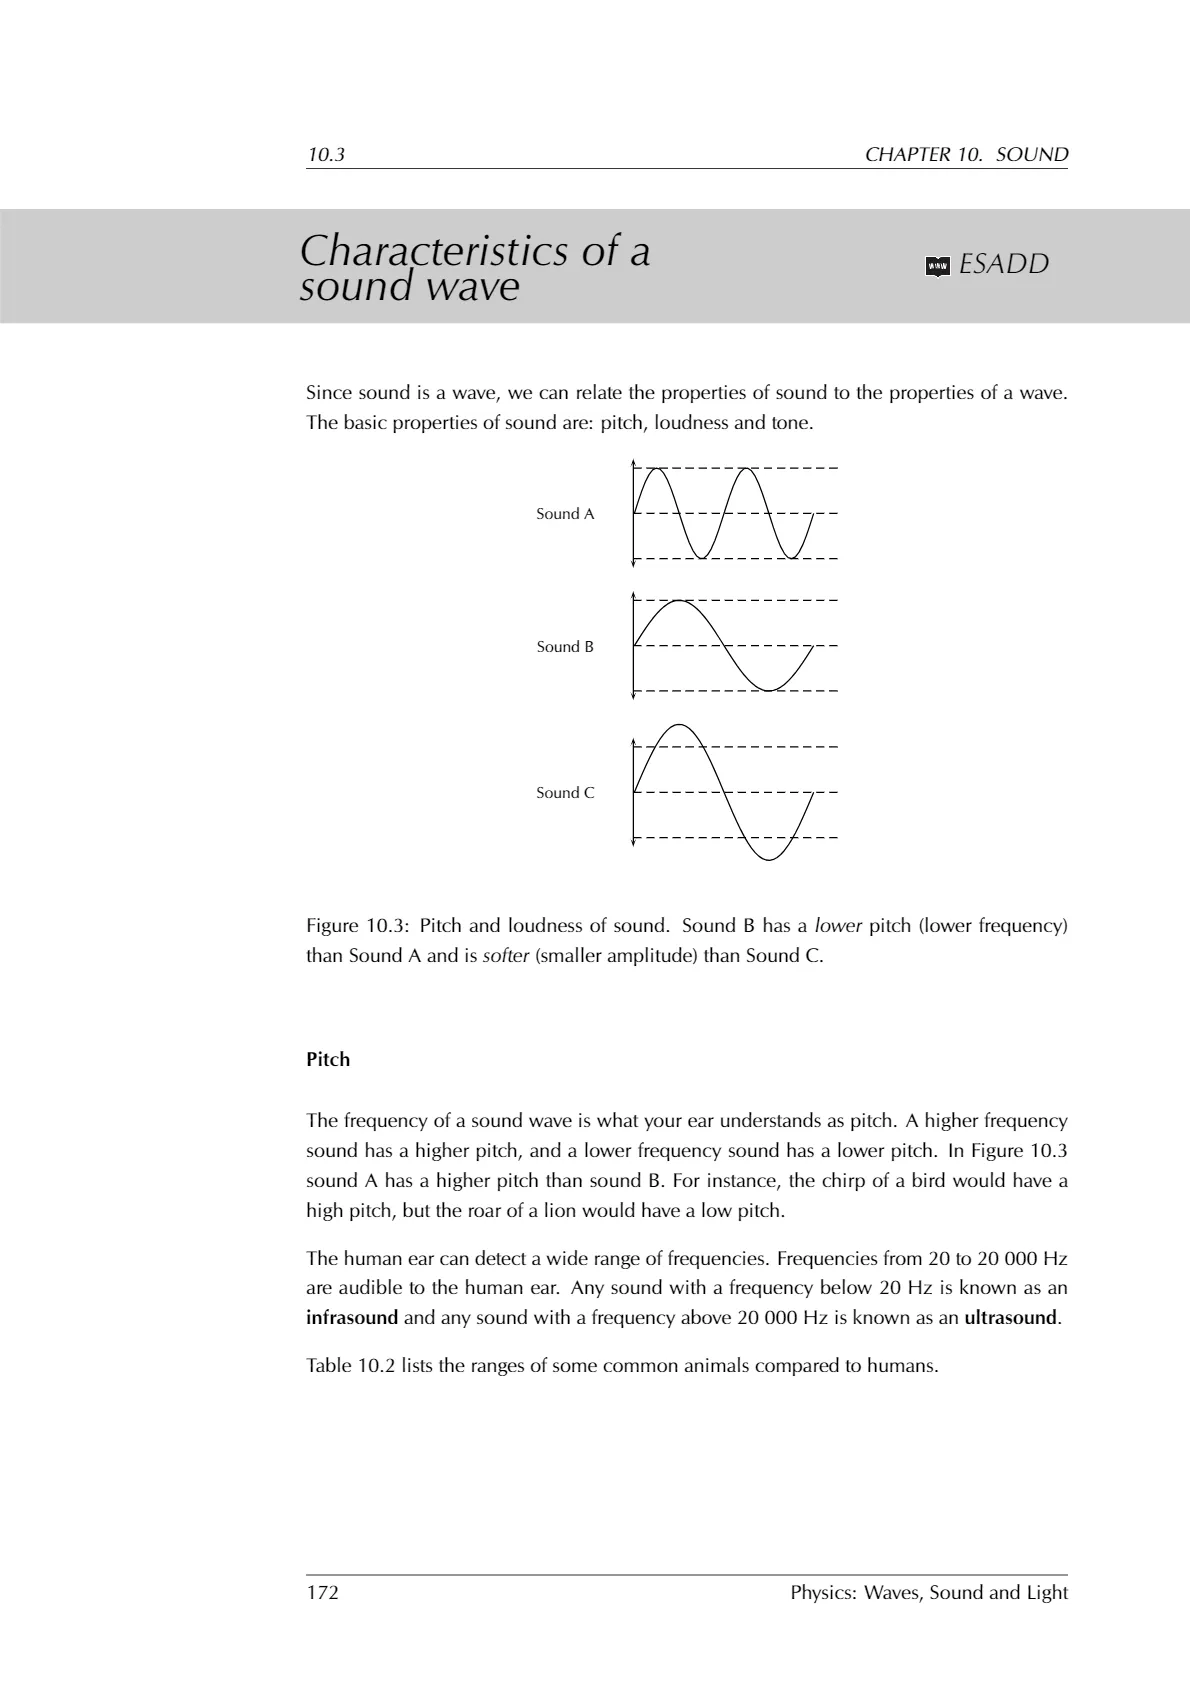 10.3 CHAPTER 10. SOUND
Characteristics of a
sound wave
www ESADD
Since sound is a wave, we can relate the properties of sound to the properties of a wave.
The basic properties of sound are: pitch, loudness and tone.
Sound A
Sound B
Sound C
Figure 10.3: Pitch and loudness of sound. Sound B has a lower pitch (lower frequency)
than Sound A and is softer (smaller amplitude) than Sound C.
Pitch
The frequency of a sound wave is what your ear understands as pitch. A higher frequency
sound has a higher pitch, and a lower frequency sound has a lower pitch. In Figure 10.3
sound A has a higher pitch than sound B. For instance, the chirp of a bird would have a
high pitch, but the roar of a lion would have a low pitch.
The human ear can detect a wide range of frequencies. Frequencies from 20 to 20 000 Hz
are audible to the human ear. Any sound with a frequency below 20 Hz is known as an
infrasound and any sound with a frequency above 20 000 Hz is known as an ultrasound.
Table 10.2 lists the ranges of some common animals compared to humans.
172 Physics: Waves, Sound and Light